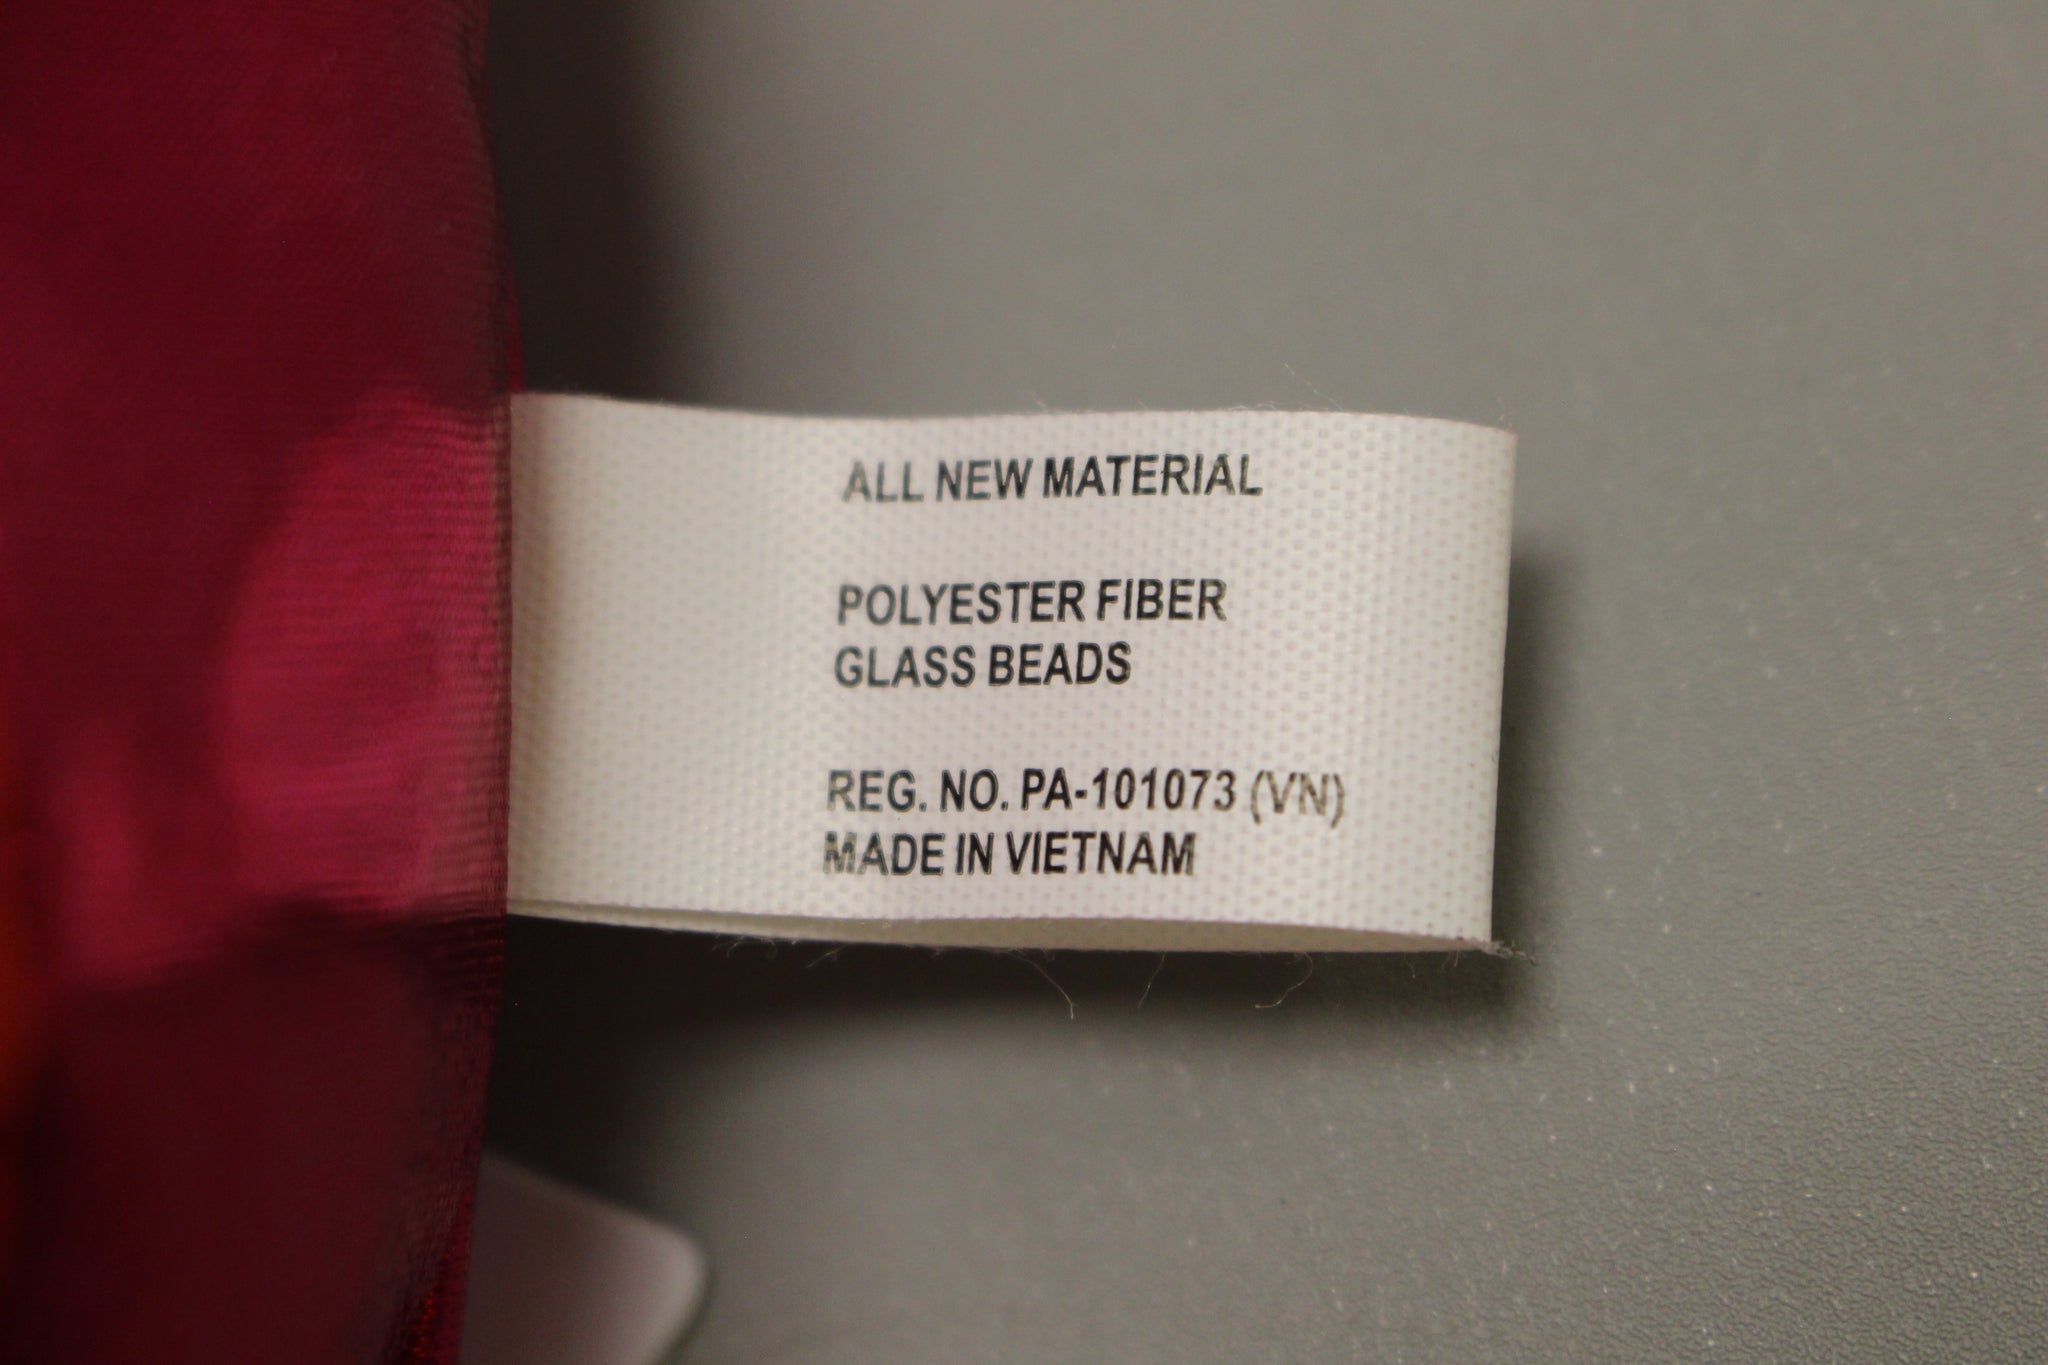 ALL NEW MATERIAL
POLYESTER FIBER
GLASS BEADS
REG. NO. PA-101073 (VN)
MADE IN VIETNAM